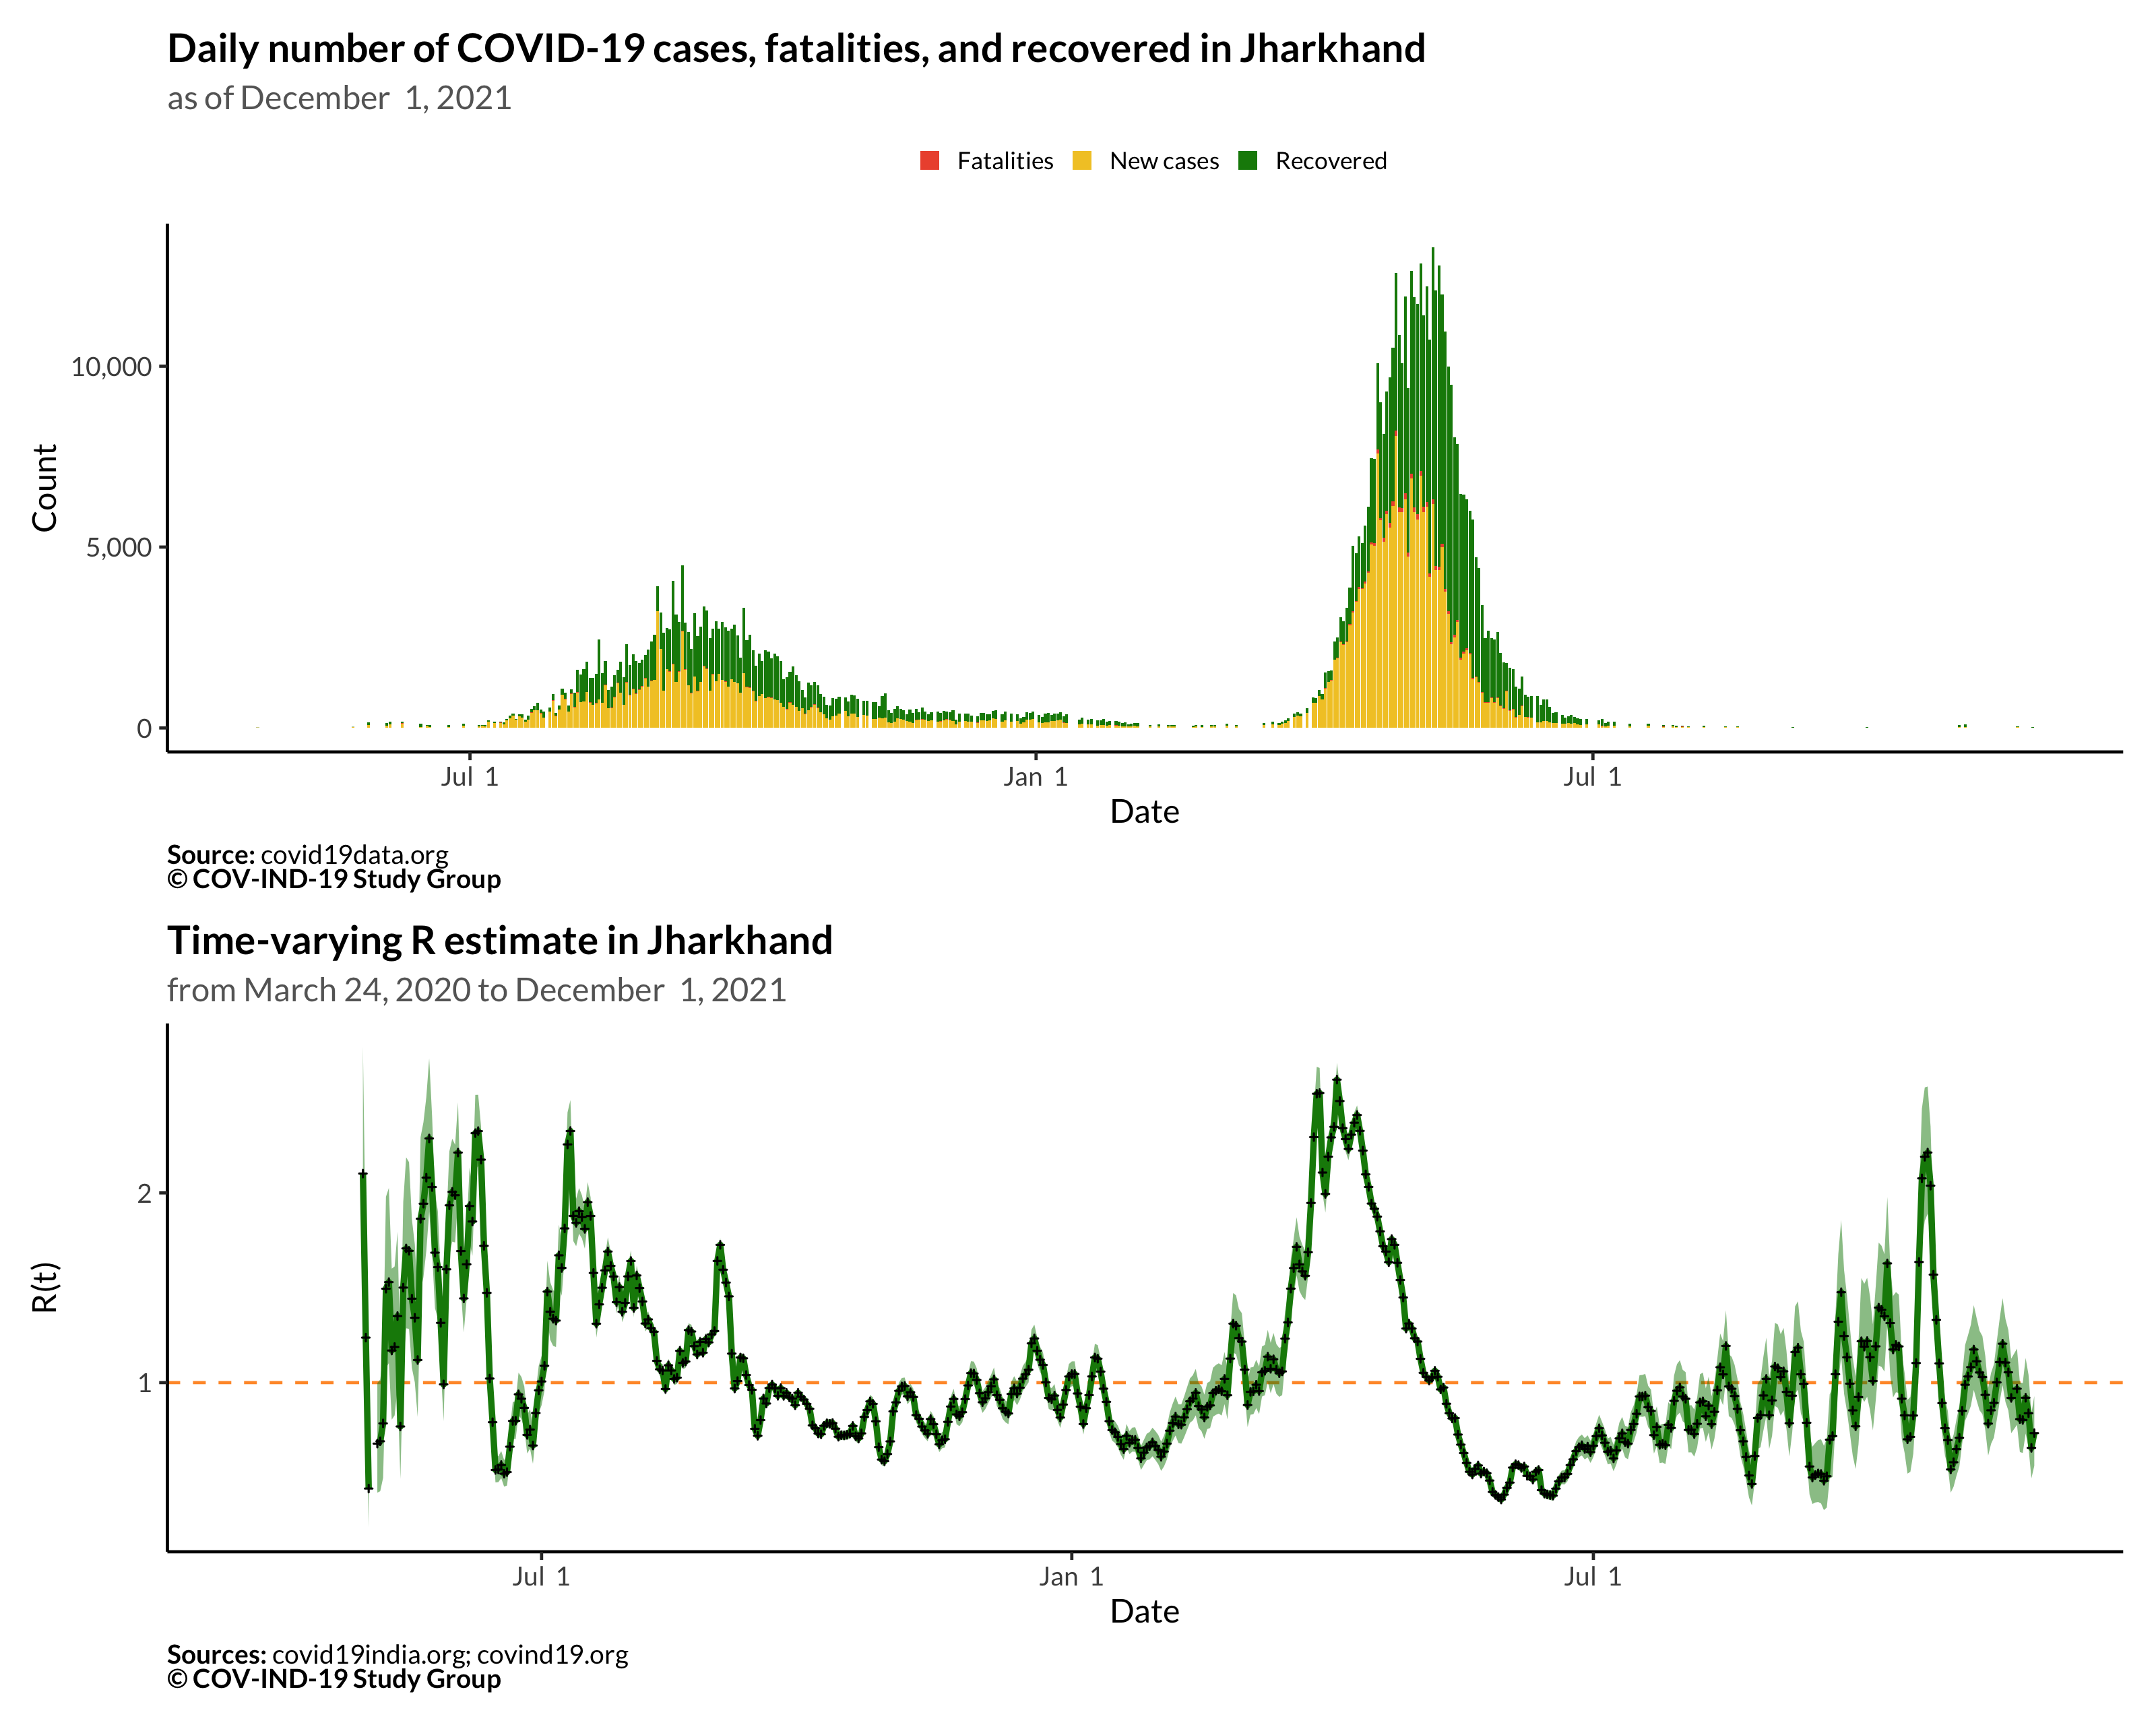 Daily number of COVID-19 cases, fatalities, and recovered in Jharkhand
as of December  1, 2021
Fatalities New cases Recovered
Count
10,000
5,000
0
Jul  1 Jan  1 Jul  1
Date
Source: covid19data.org
© COV-IND-19 Study Group
Time-varying R estimate in Jharkhand
from March 24, 2020 to December  1, 2021
R(t)
2
1
Jul  1 Jan  1 Jul  1
Date
Sources: covid19india.org; covind19.org
© COV-IND-19 Study Group